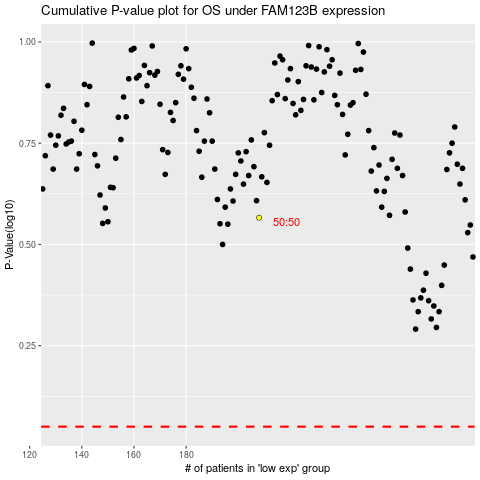 Cumulative P-value plot for OS under FAM123B expression
1.00
0.75
0.50
0.25
P-Value(log10)
50:50
120 140 160 180
# of patients in 'low exp' group